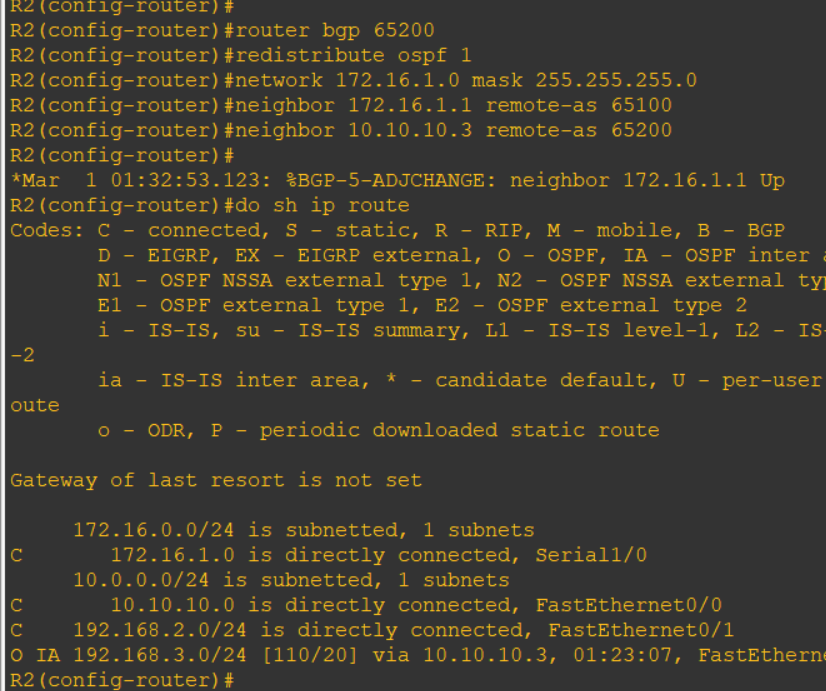 R2(config-router)#
R2(config-router)#router bgp 65200
R2(config-router)#redistribute ospf 1
R2(config-router)#network 172.16.1.0 mask 255.255.255.0
R2(config-router)#neighbor 172.16.1.1 remote-as 65100
R2(config-router)#neighbor 10.10.10.3 remote-as 65200
R2(config-router)#
*Mar  1 01:32:53.123: %BGP-5-ADJCHANGE: neighbor 172.16.1.1 Up
R2(config-router)#do sh ip route
Codes: C - connected, S - static, R - RIP, M - mobile, B - BGP
       D - EIGRP, EX - EIGRP external, O - OSPF, IA - OSPF inter
       N1 - OSPF NSSA external type 1, N2 - OSPF NSSA external
       E1 - OSPF external type 1, E2 - OSPF external type 2
       i - IS-IS, su - IS-IS summary, L1 - IS-IS level-1, L2 - IS-
-2
       ia - IS-IS inter area, * - candidate default, U - per-user
oute
       o - ODR, P - periodic downloaded static route
Gateway of last resort is not set
     172.16.0.0/24 is subnetted, 1 subnets
C       172.16.1.0 is directly connected, Serial1/0
     10.0.0.0/24 is subnetted, 1 subnets
C       10.10.10.0 is directly connected, FastEthernet0/0
C    192.168.2.0/24 is directly connected, FastEthernet0/1
O IA 192.168.3.0/24 [110/20] via 10.10.10.3, 01:23:07, FastEtherne
R2(config-router)#